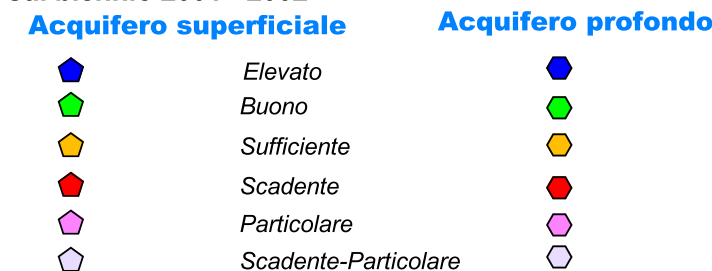 Acquifero superficiale
Acquifero profondo
Elevato
Buono
Sufficiente
Scadente
Particolare
Scadente-Particolare